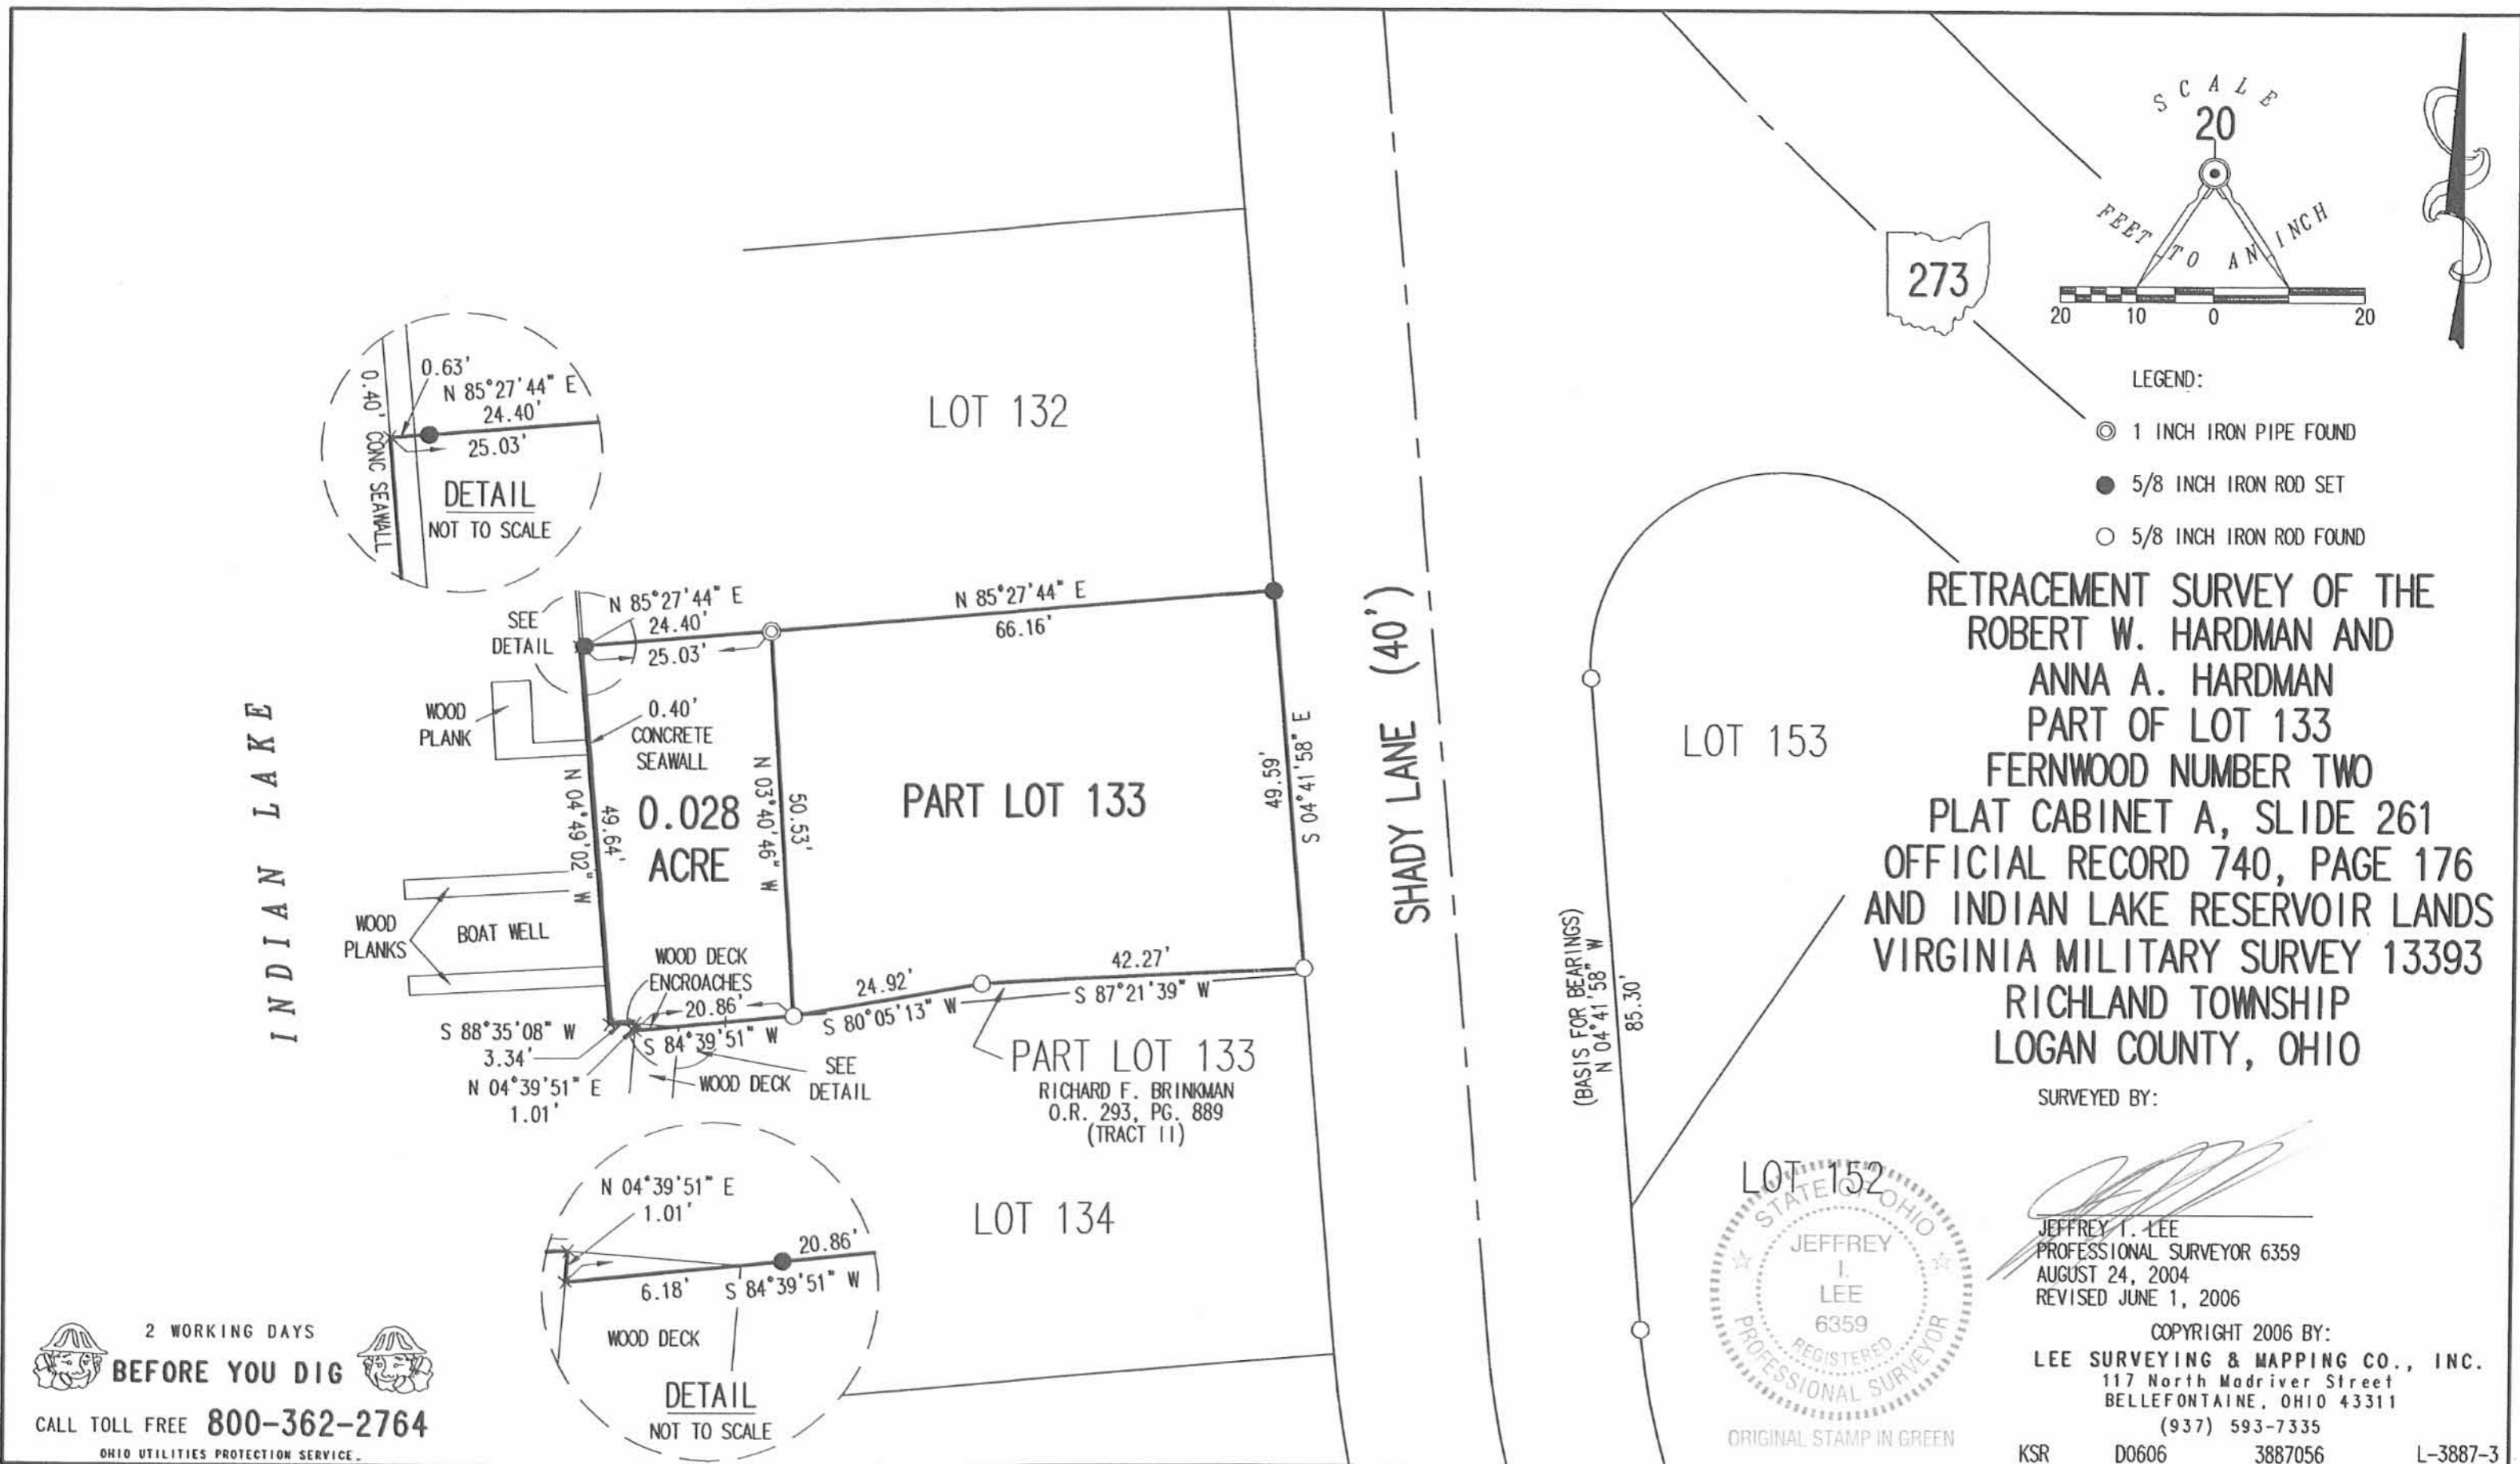 SCALE
20
FEET TO AN INCH
20 10 0 20
273
LEGEND:
1 INCH IRON PIPE FOUND
5/8 INCH IRON ROD SET
5/8 INCH IRON ROD FOUND
RETRACEMENT SURVEY OF THE
ROBERT W. HARDMAN AND
ANNA A. HARDMAN
PART OF LOT 133
FERNWOOD NUMBER TWO
PLAT CABINET A, SLIDE 261
OFFICIAL RECORD 740, PAGE 176
AND INDIAN LAKE RESERVOIR LANDS
VIRGINIA MILITARY SURVEY 13393
RICHLAND TOWNSHIP
LOGAN COUNTY, OHIO
SURVEYED BY:
JEFFREY I. LEE
PROFESSIONAL SURVEYOR 6359
AUGUST 24, 2004
REVISED JUNE 1, 2006
COPYRIGHT 2006 BY:
LEE SURVEYING & MAPPING CO., INC.
117 North Madriver Street
BELLEFONTAINE, OHIO 43311
(937) 593-7335
KSR D0606 3887056 L-3887-3
0.63'
N 85°27'44" E
24.40'
25.03'
0.40' CONC SEAWALL
DETAIL
NOT TO SCALE
LOT 132
SEE
DETAIL
N 85°27'44" E
24.40'
25.03'
N 85°27'44" E
66.16'
WOOD
PLANK
0.40'
CONCRETE
SEAWALL
INDIAN LAKE
N 04°49'02" W
49.64'
0.028
ACRE
N 03°40'46" W
50.53'
PART LOT 133
49.59'
S 04°41'58" E
SHADY LANE (40')
LOT 153
(BASIS FOR BEARINGS)
N 04°41'58" W
85.30'
WOOD
PLANKS
BOAT WELL
WOOD DECK
ENCROACHES
20.86'
S 84°39'51" W
24.92'
S 80°05'13" W
42.27'
S 87°21'39" W
S 88°35'08" W
3.34'
N 04°39'51" E
1.01'
WOOD DECK
SEE
DETAIL
PART LOT 133
RICHARD F. BRINKMAN
O.R. 293, PG. 889
(TRACT II)
LOT 134
N 04°39'51" E
1.01'
20.86'
6.18'
S 84°39'51" W
WOOD DECK
DETAIL
NOT TO SCALE
LOT 152
STATE OF OHIO
JEFFREY
I.
LEE
6359
REGISTERED
PROFESSIONAL SURVEYOR
ORIGINAL STAMP IN GREEN
2 WORKING DAYS
BEFORE YOU DIG
CALL TOLL FREE 800-362-2764
OHIO UTILITIES PROTECTION SERVICE.